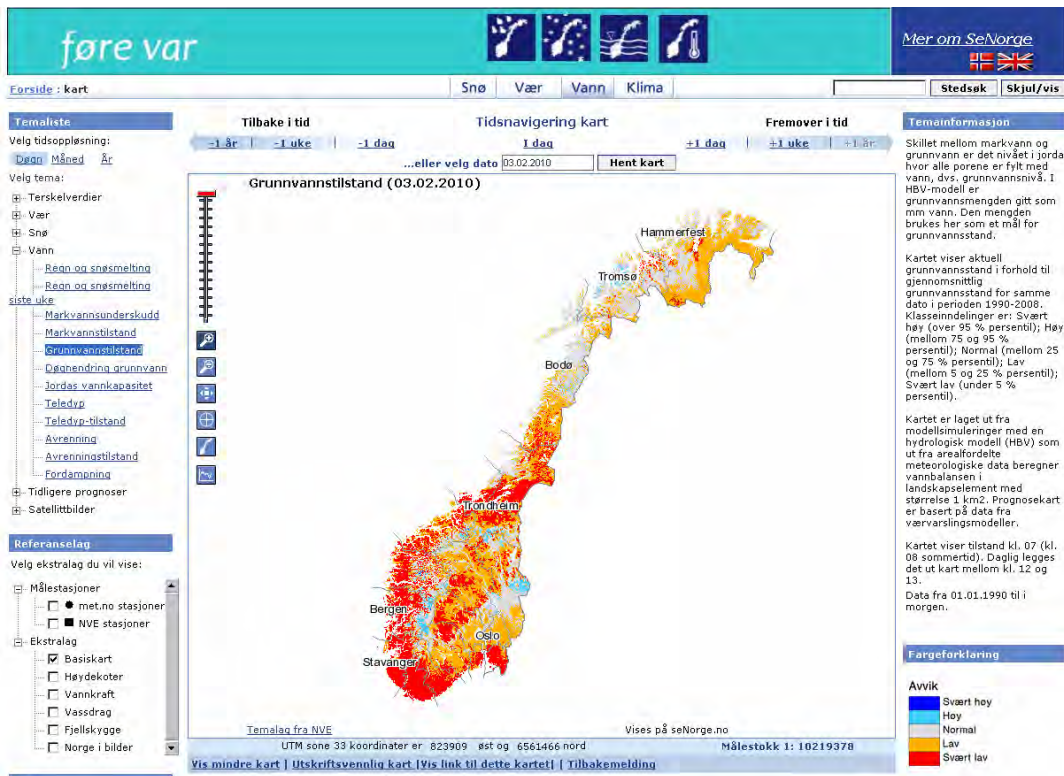 føre var
Mer om SeNorge
Forside : kart
Snø Vær Vann Klima
Stedsøk Skjul/vis
Temaliste
Velg tidsoppløsning:
Døgn Måned År
Velg tema:
Terskelverdier
Vær
Snø
Vann
Regn og snøsmelting
Regn og snøsmelting
siste uke
Markvannsunderskudd
Markvannstilstand
Grunnvannstilstand
Døgnendring grunnvann
Jordas vannkapasitet
Teledyp
Teledyp-tilstand
Avrenning
Avrenningstilstand
Fordampning
Tidligere prognoser
Satellittbilder
Referanselag
Velg ekstralag du vil vise:
Målestasjoner
met.no stasjoner
NVE stasjoner
Ekstralag
Basiskart
Høydekoter
Vannkraft
Vassdrag
Fjellskygge
Norge i bilder
Tilbake i tid Tidsnavigering kart Fremover i tid
-1 år -1 uke -1 dag 1 dag +1 dag +1 uke +1 år
...eller velg dato 03.02.2010 Hent kart
Grunnvannstilstand (03.02.2010)
Hammerfest
Tromsø
Bodø
Trondheim
Bergen
Oslo
Stavanger
Temalag fra NVE Vises på seNorge.no
UTM sone 33 koordinater er 823909 øst og 6561466 nord Målestokk 1: 10219378
Vis mindre kart | Utskriftsvennlig kart |Vis link til dette kartet| | Tilbakemelding
Temainformasjon
Skillet mellom markvann og
grunnvann er det nivået i jorda
hvor alle porene er fylt med
vann, dvs. grunnvannsnivå. I
HBV-modell er
grunnvannsmengden gitt som
mm vann. Den mengden
brukes her som et mål for
grunnvannsstand.
Kartet viser aktuell
grunnvannsstand i forhold til
gjennomsnittlig
grunnvannsstand for samme
dato i perioden 1990-2008.
Klasseinndelinger er: Svært
høy (over 95 % persentil); Høy
(mellom 75 og 95 %
persentil); Normal (mellom 25
og 75 % persentil); Lav
(mellom 5 og 25 % persentil);
Svært lav (under 5 %
persentil).
Kartet er laget ut fra
modellsimuleringer med en
hydrologisk modell (HBV) som
ut fra arealfordelte
meteorologiske data beregner
vannbalansen i
landskapselement med
størrelse 1 km2. Prognosekart
er basert på data fra
værvarslingsmodeller.
Kartet viser tilstand kl. 07 (kl.
08 sommertid). Daglig legges
det ut kart mellom kl. 12 og
13.
Data fra 01.01.1990 til i
morgen.
Fargeforklaring
Avvik
Svært høy
Høy
Normal
Lav
Svært lav